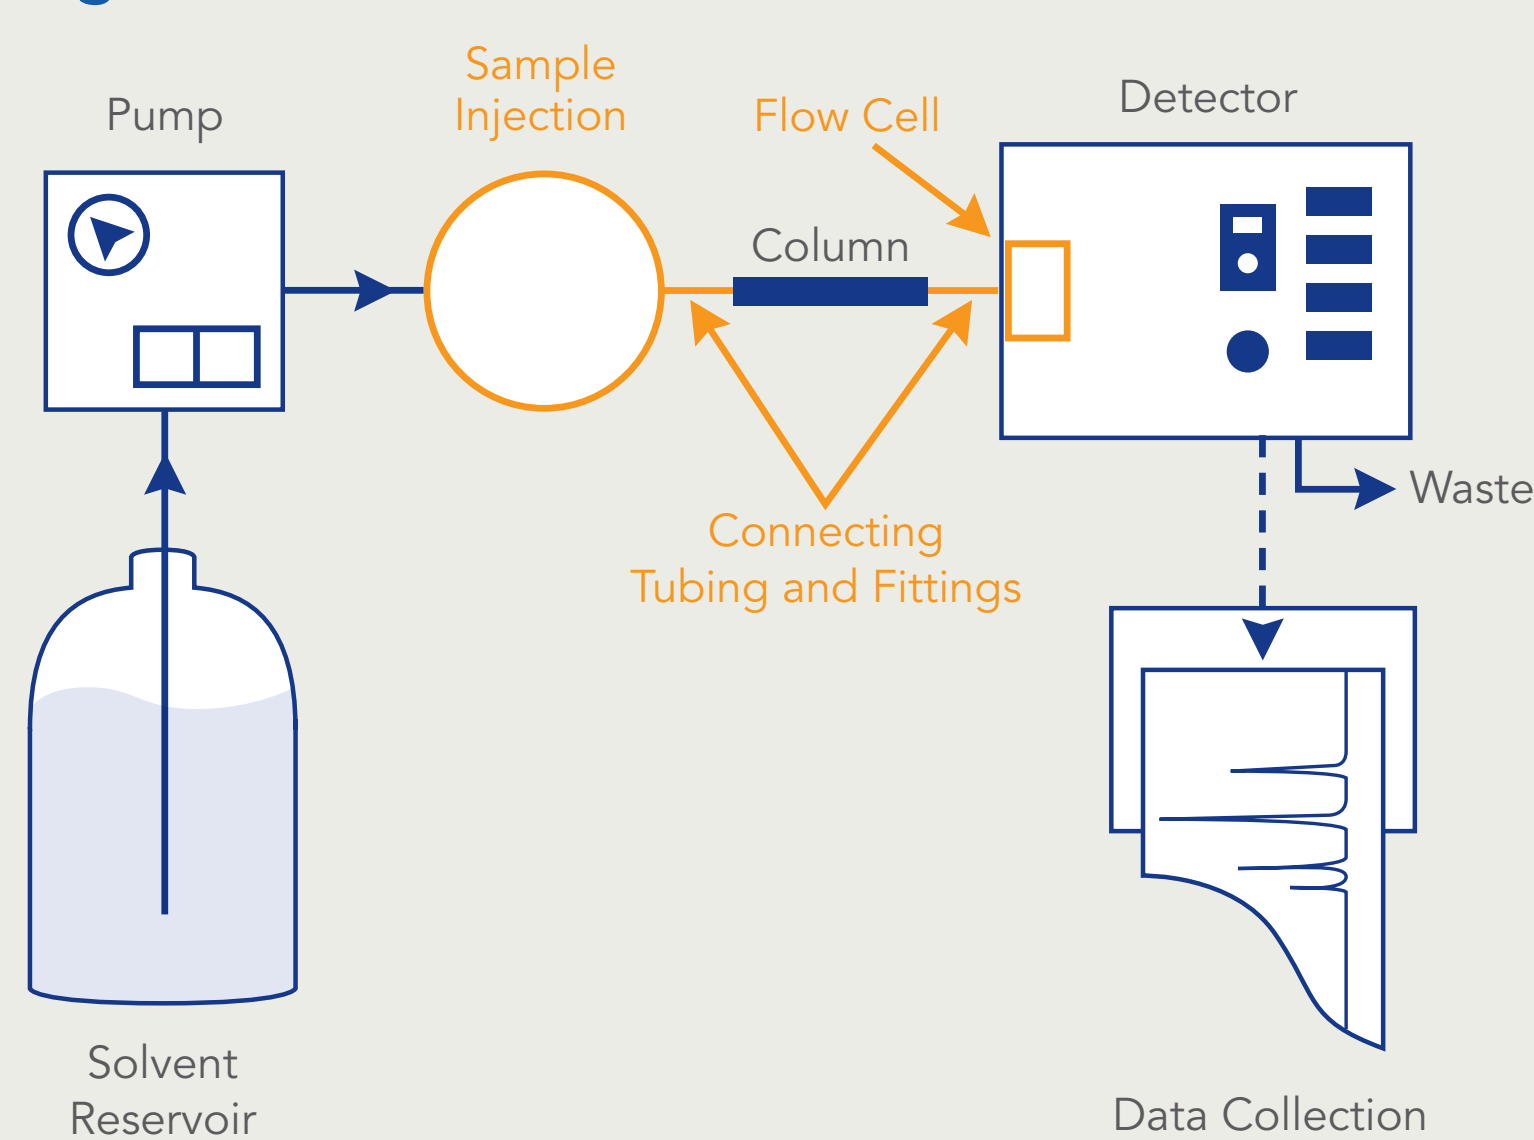 Pump
Sample
Injection
Flow Cell
Detector
Column
Waste
Connecting
Tubing and Fittings
Solvent
Reservoir
Data Collection